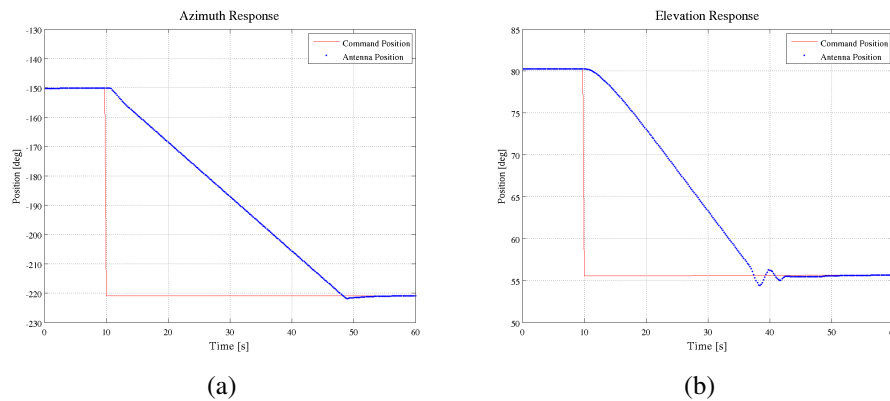 Azimuth Response
-130
-140
-150
-160
-170
-180
-190
-200
-210
-220
-230
Position [deg]
0
10
20
30
40
50
60
Time [s]
Command Position
Antenna Position
(a)
Elevation Response
85
80
75
70
65
60
55
50
Position [deg]
0
10
20
30
40
50
60
Time [s]
Command Position
Antenna Position
(b)